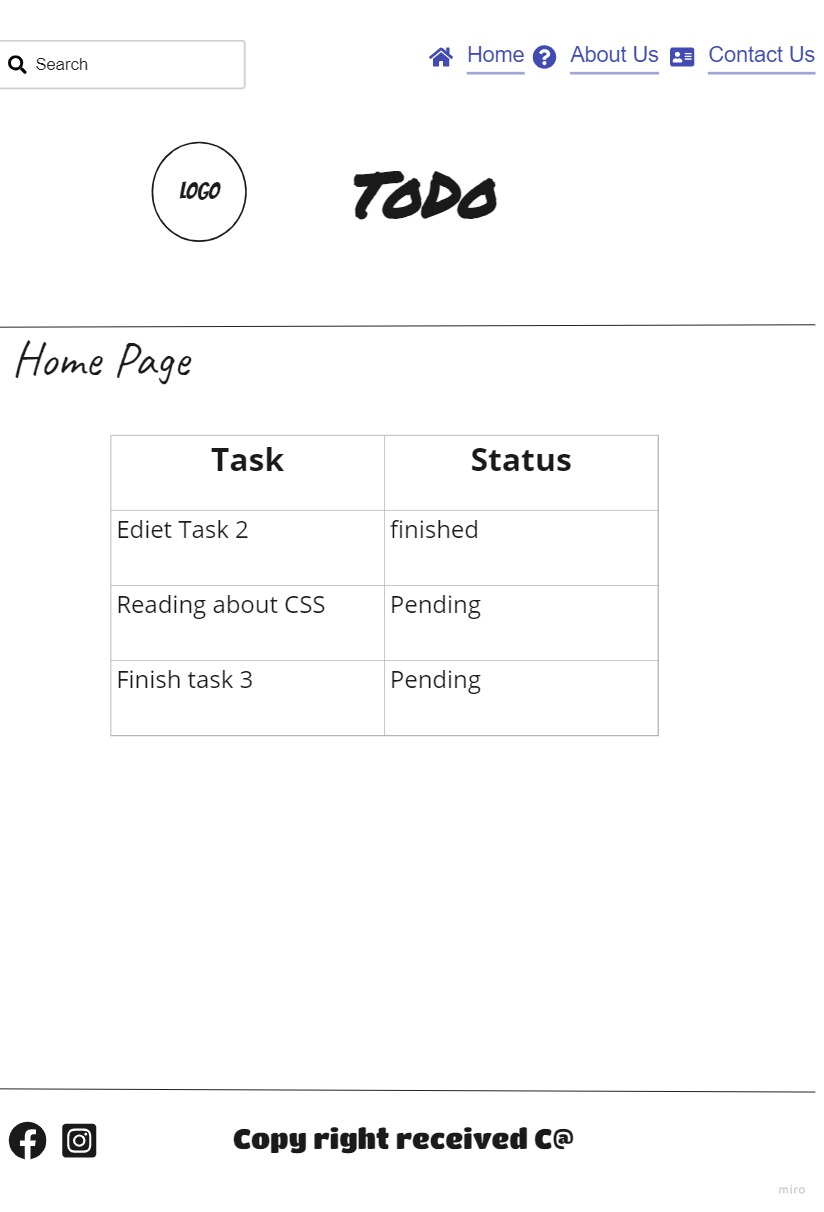 Search
Home About Us Contact Us
LOGO
ToDo
Home Page
Task Status
Ediet Task 2 finished
Reading about CSS Pending
Finish task 3 Pending
Copy right received C@
miro